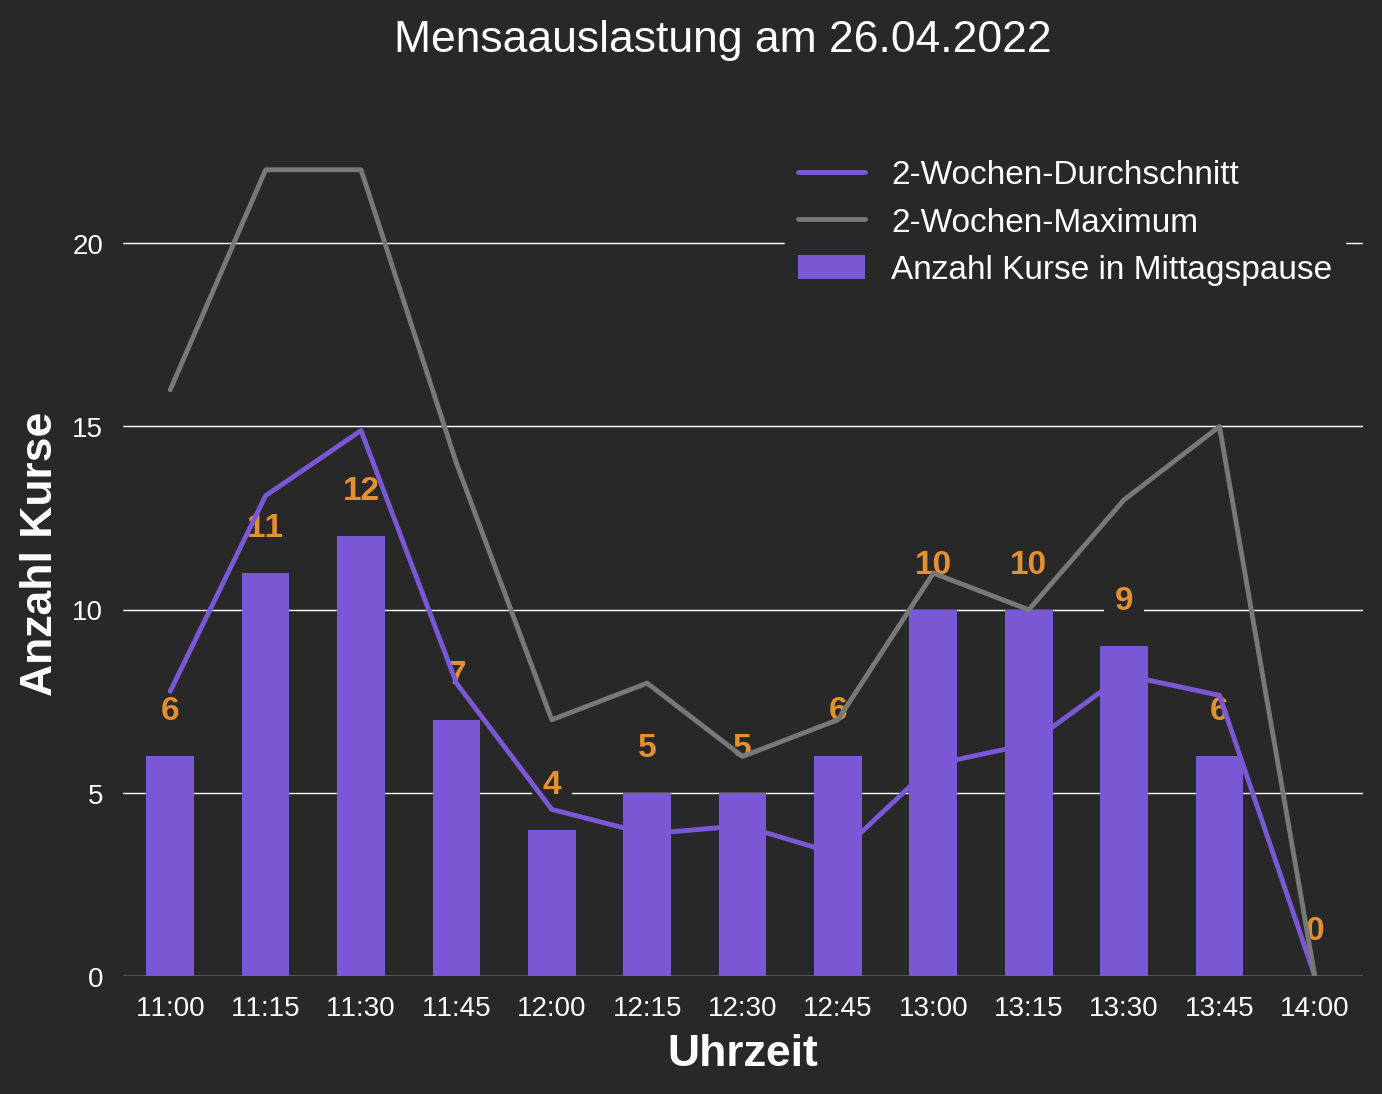 Mensaauslastung am 26.04.2022
2-Wochen-Durchschnitt
2-Wochen-Maximum
Anzahl Kurse in Mittagspause
Anzahl Kurse
20
15
10
5
0
6
11
12
7
4
5
5
6
10
10
9
6
0
11:00 11:15 11:30 11:45 12:00 12:15 12:30 12:45 13:00 13:15 13:30 13:45 14:00
Uhrzeit